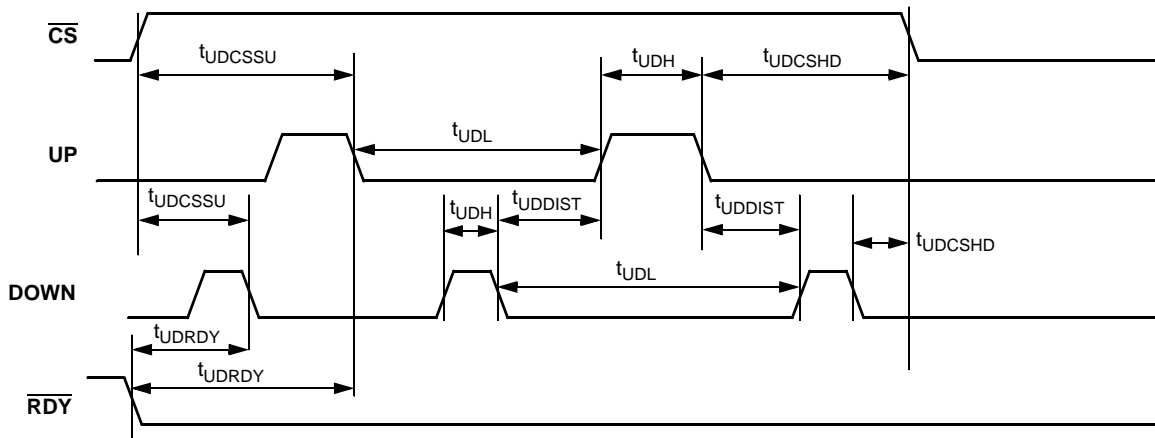 CS
tUDCSSU
tUDH
tUDCSHD
UP
tUDL
tUDCSSU
tUDH
tUDDIST
tUDDIST
tUDCSHD
DOWN
tUDL
tUDRDY
tUDRDY
RDY